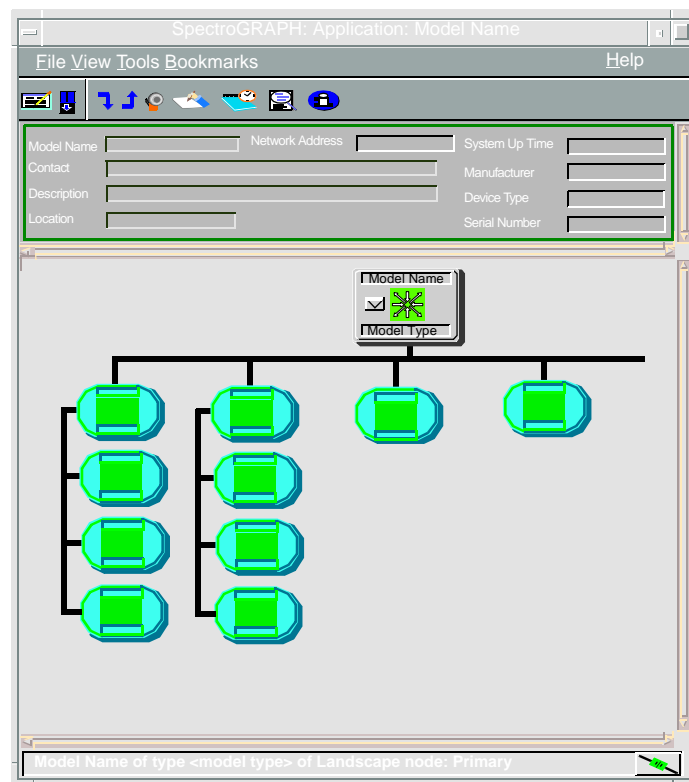 SpectroGRAPH: Application: Model Name
File View Tools Bookmarks Help
Model Name Network Address System Up Time
Contact Manufacturer
Description Device Type
Location Serial Number
Model Name
Model Type
Model Name of type <model type> of Landscape node: Primary